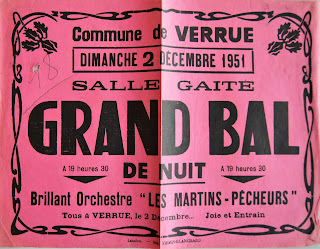 Commune de VERRUE
DIMANCHE 2 DÉCEMBRE 1951
SALLE GAITÉ
GRAND BAL
A 19 heures 30 DE NUIT A 19 heures 30
Brillant Orchestre "LES MARTINS-PÊCHEURS"
Tous à VERRUE, le 2 Décembre... Joie et Entrain